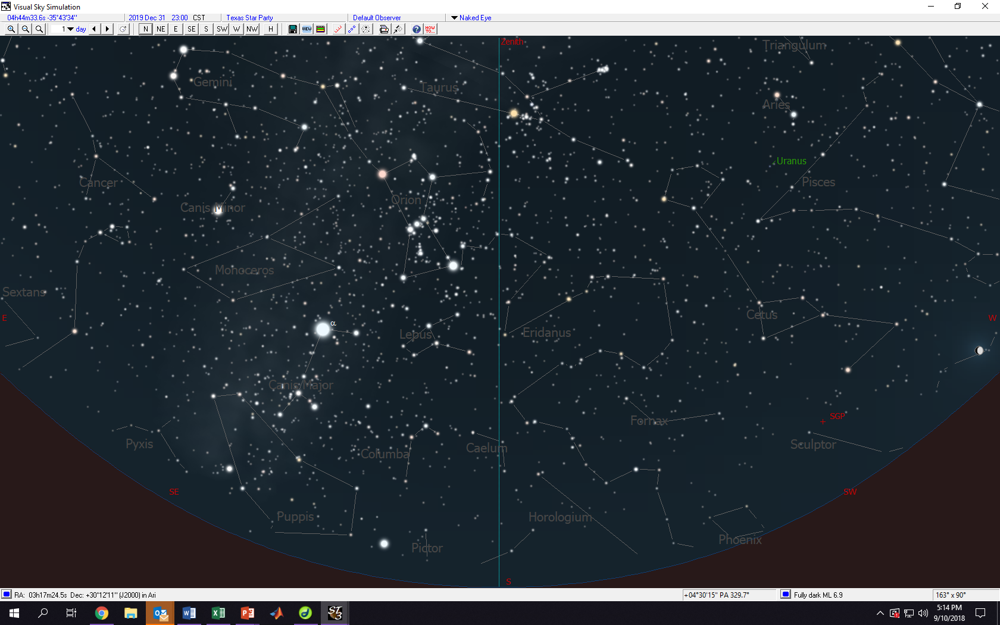 Visual Sky Simulation
04h44m33.6s -35°43'34" 2019 Dec 31 23:00 CST Texas Star Party Default Observer Naked Eye
1 day N NE E SE S SW W NW H VIEW HOW TO...
Zenith
Triangulum
Gemini
Taurus
Aries
Uranus
Pisces
Cancer
Orion
Canis Minor
Monoceros
Sextans
E
Cetus
W
α
Lepus
Eridanus
Canis Major
SGP
Fornax
Pyxis
Sculptor
Columba
Caelum
SE
SW
Puppis
Horologium
Phoenix
Pictor
S
RA: 03h17m24.5s Dec: +30°12'11" (J2000) in Ari +04°30'15" PA 329.7° Fully dark ML 6.9 163° x 90°
ST3
5:14 PM
9/10/2018